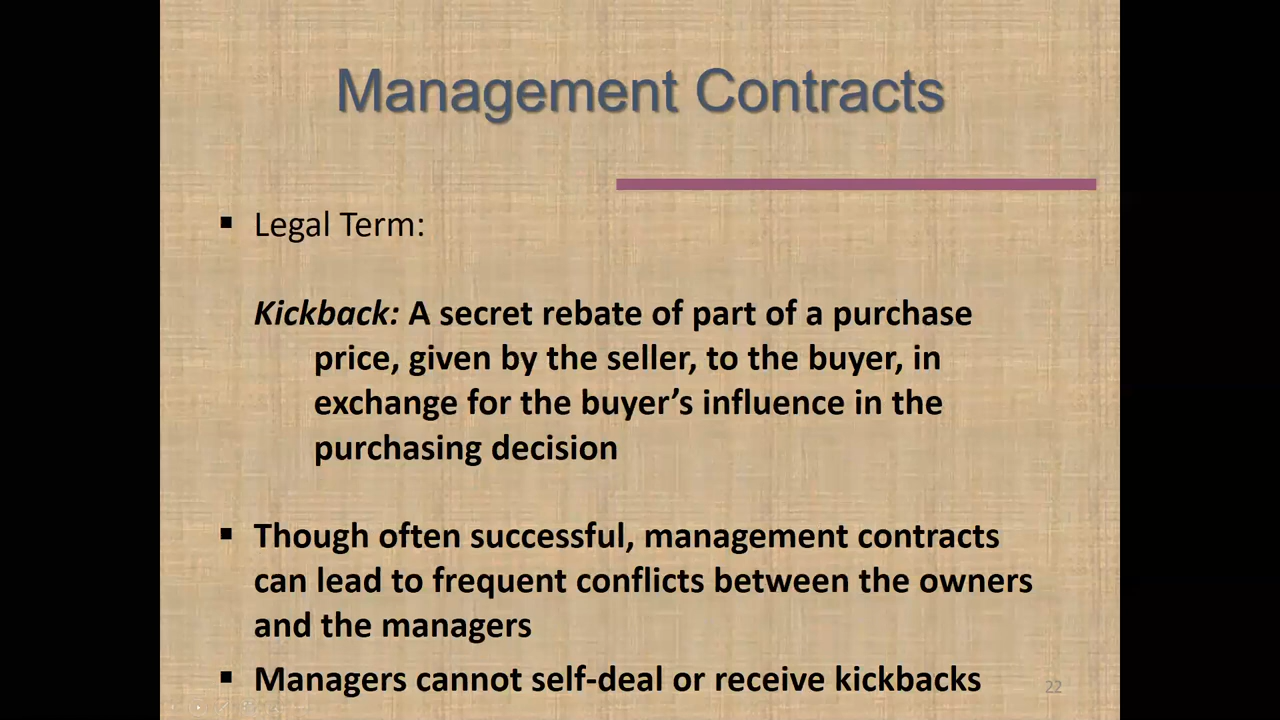 Management Contracts
▪ Legal Term:
Kickback: A secret rebate of part of a purchase
price, given by the seller, to the buyer, in
exchange for the buyer’s influence in the
purchasing decision
▪ Though often successful, management contracts
can lead to frequent conflicts between the owners
and the managers
▪ Managers cannot self-deal or receive kickbacks
22